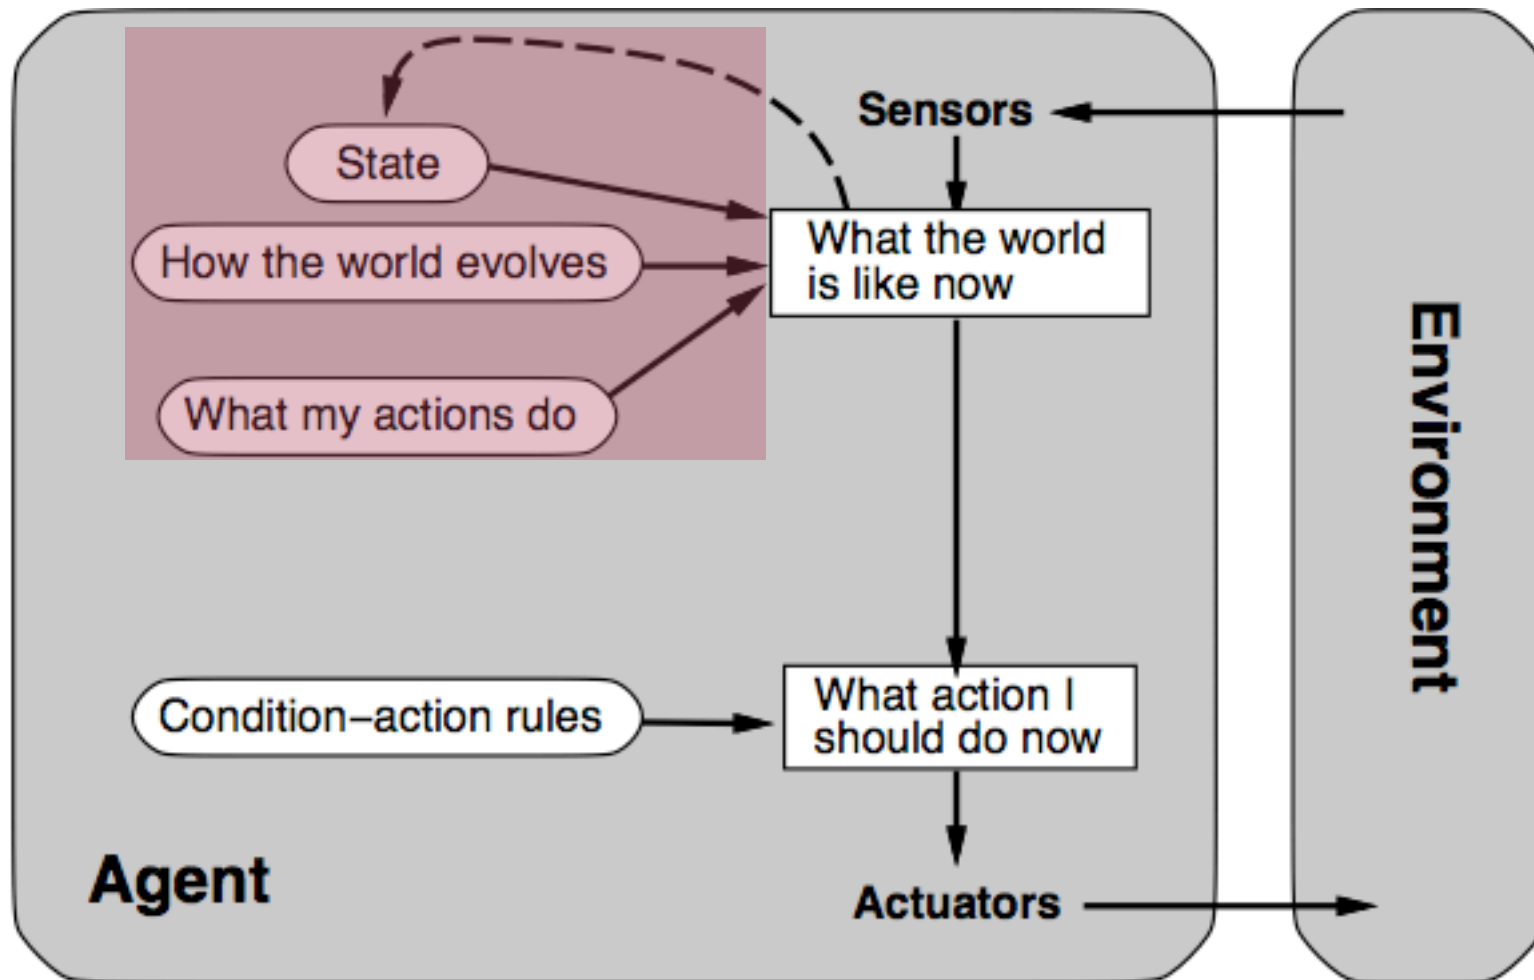 Sensors
State
What the world
is like now
How the world evolves
What my actions do
Environment
Condition–action rules
What action I
should do now
Agent
Actuators